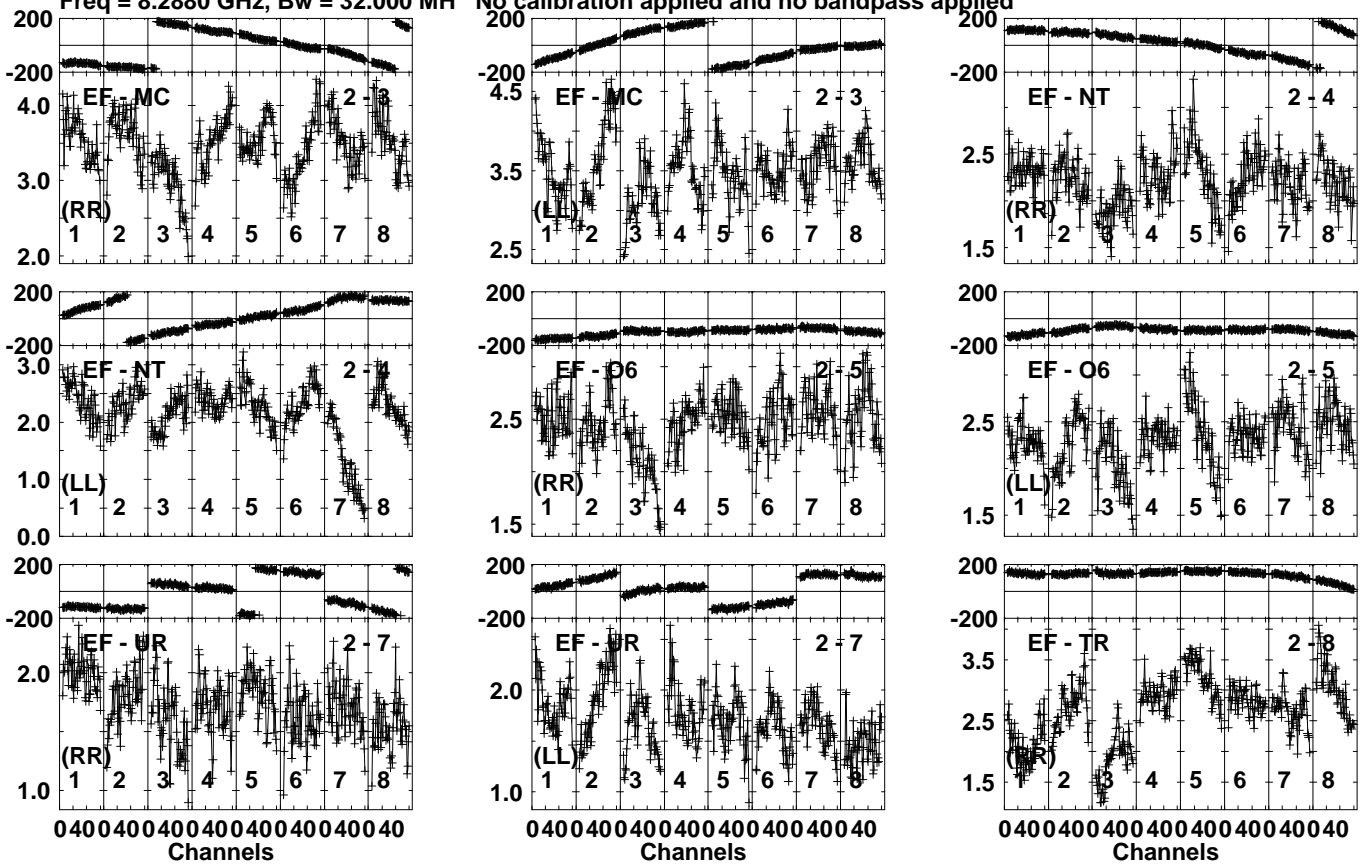 Freq = 8.2880 GHz, Bw = 32.000 MH No calibration applied and no bandpass applied
200
-200
EF - MC 2 - 3
4.0
3.0
2.0
(RR)
1 2 3 4 5 6 7 8
200
-200
EF - MC 2 - 3
4.5
3.5
2.5
(LL)
1 2 3 4 5 6 7 8
200
-200
EF - NT 2 - 4
2.5
1.5
(RR)
1 2 3 4 5 6 7 8
200
-200
EF - NT 2 - 4
3.0
2.0
1.0
0.0
(LL)
1 2 3 4 5 6 7 8
200
-200
EF - O6 2 - 5
2.5
1.5
(RR)
1 2 3 4 5 6 7 8
200
-200
EF - O6 2 - 5
2.5
1.5
(LL)
1 2 3 4 5 6 7 8
200
-200
EF - UR 2 - 7
2.0
1.0
(RR)
1 2 3 4 5 6 7 8
0 40 0 40 0 40 0 40 0 40 0 40 0 40 0 40
Channels
200
-200
EF - UR 2 - 7
2.0
1.0
(LL)
1 2 3 4 5 6 7 8
0 40 0 40 0 40 0 40 0 40 0 40 0 40 0 40
Channels
200
-200
EF - TR 2 - 8
3.5
2.5
1.5
(RR)
1 2 3 4 5 6 7 8
0 40 0 40 0 40 0 40 0 40 0 40 0 40 0 40
Channels